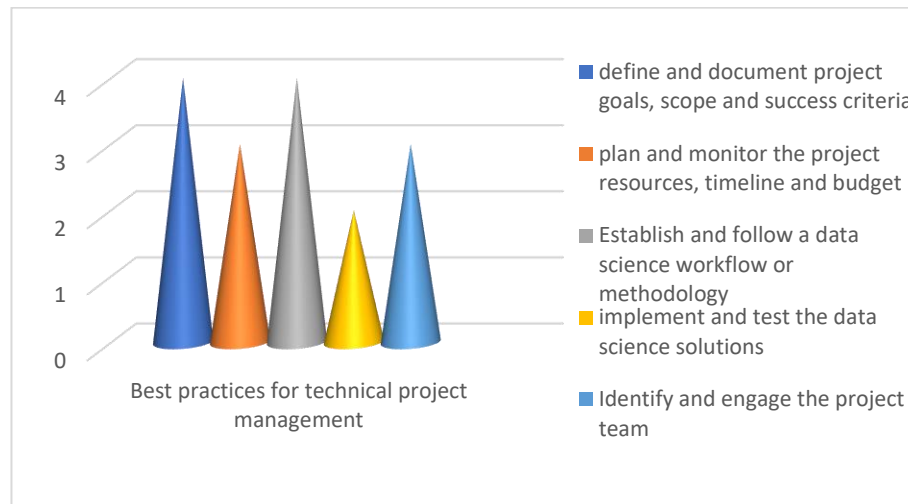 4
3
2
1
0
Best practices for technical project
management
define and document project
goals, scope and success criteria
plan and monitor the project
resources, timeline and budget
Establish and follow a data
science workflow or
methodology
implement and test the data
science solutions
Identify and engage the project
team